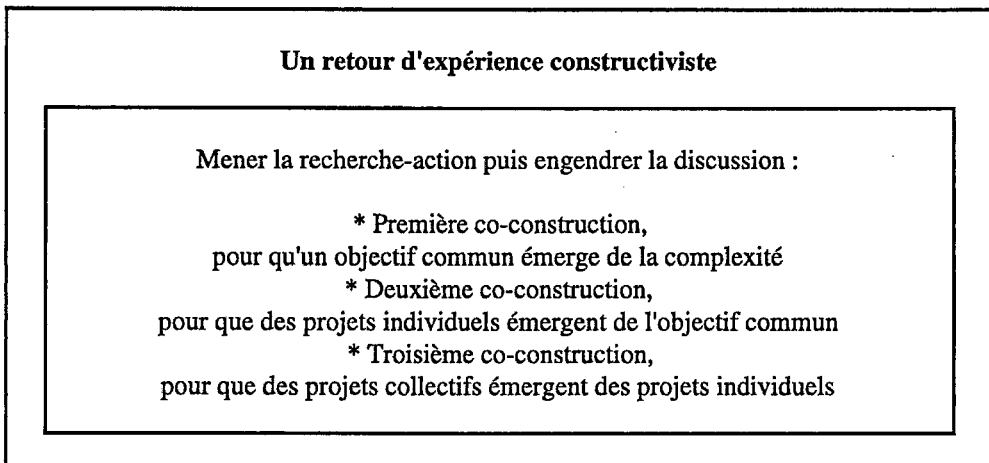 Un retour d'expérience constructiviste
Mener la recherche-action puis engendrer la discussion :
* Première co-construction,
pour qu'un objectif commun émerge de la complexité
* Deuxième co-construction,
pour que des projets individuels émergent de l'objectif commun
* Troisième co-construction,
pour que des projets collectifs émergent des projets individuels